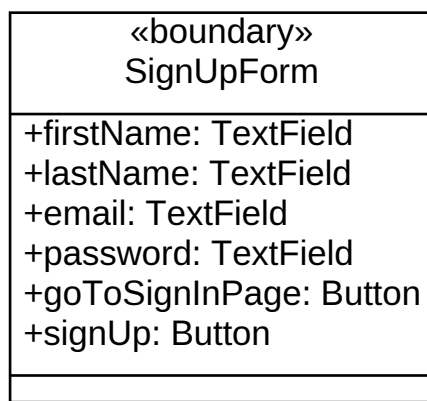 «boundary»
SignUpForm
+firstName: TextField
+lastName: TextField
+email: TextField
+password: TextField
+goToSignInPage: Button
+signUp: Button